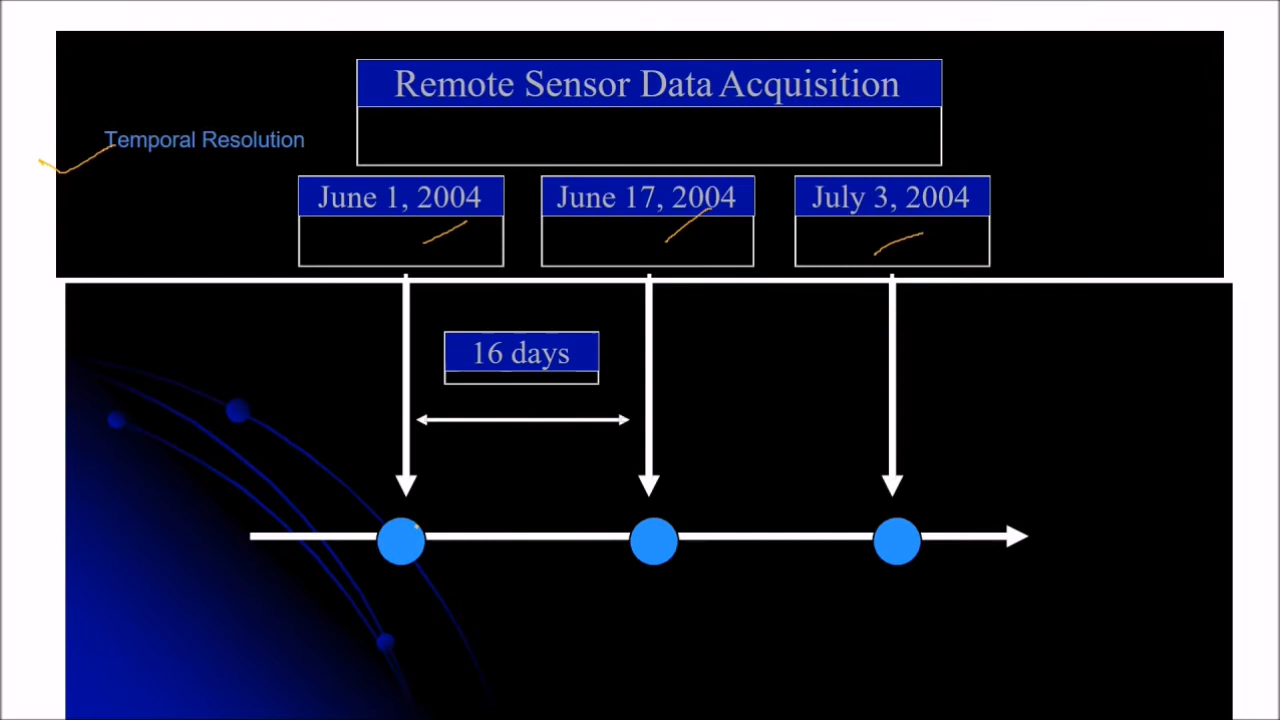 Remote Sensor Data Acquisition
Temporal Resolution
June 1, 2004
June 17, 2004
July 3, 2004
16 days